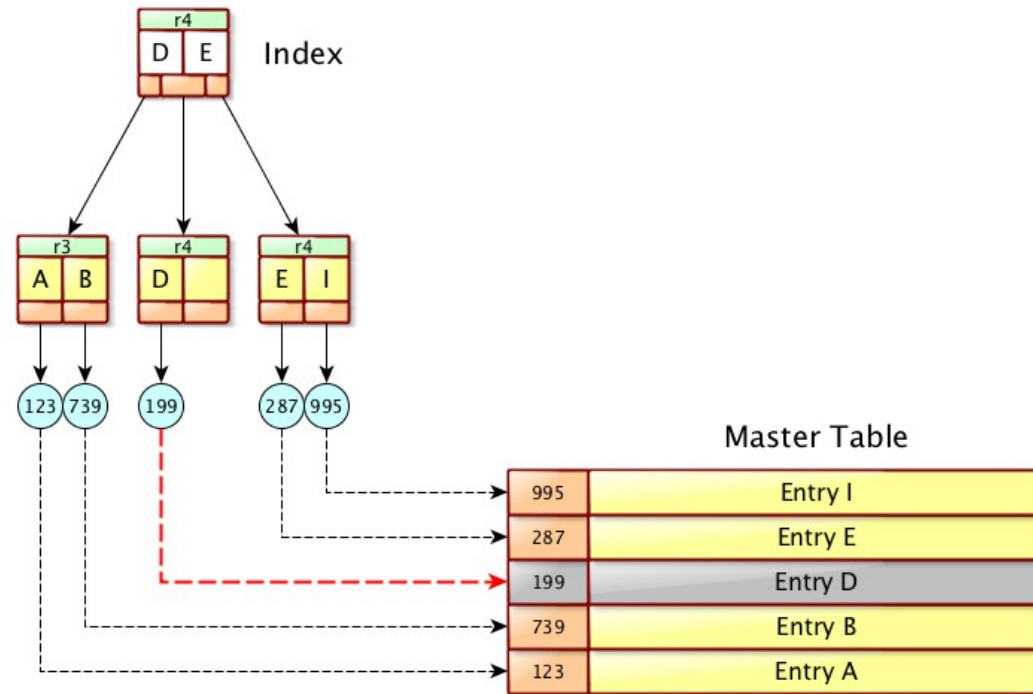 r4
D E
Index
r3 r4 r4
A B D E I
123 739 199 287 995
Master Table
995 Entry I
287 Entry E
199 Entry D
739 Entry B
123 Entry A